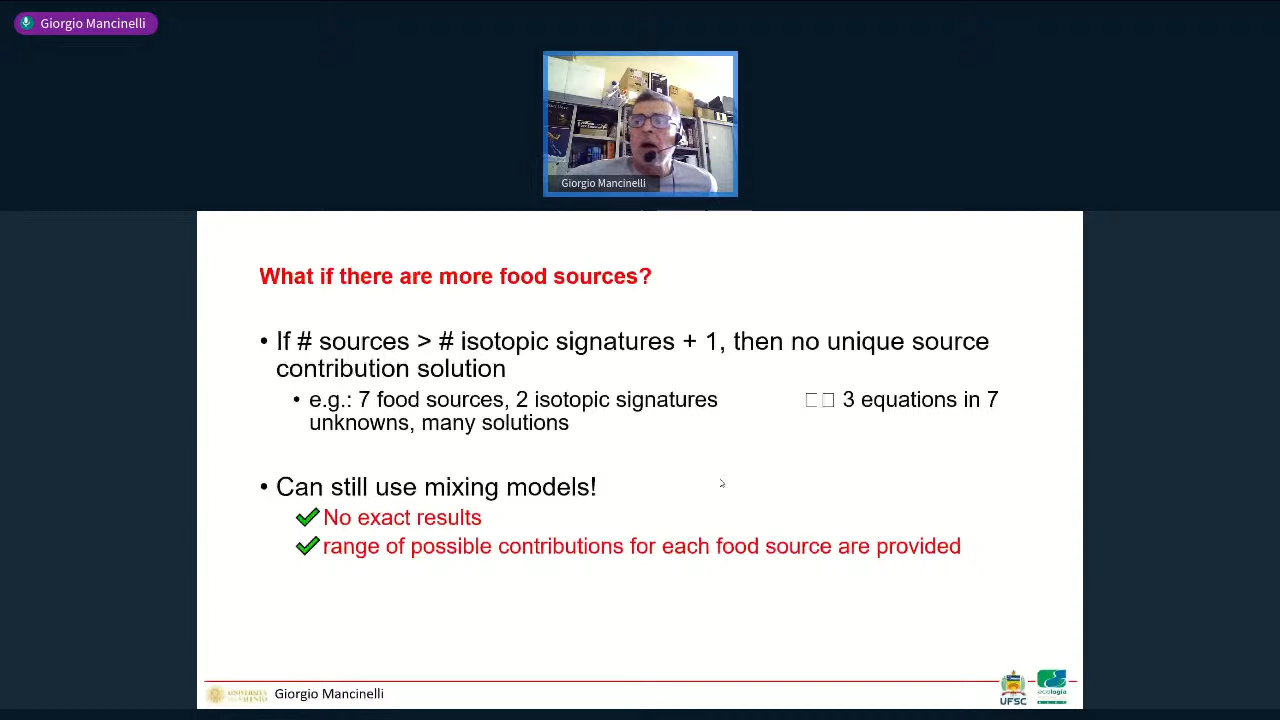 Giorgio Mancinelli
Giorgio Mancinelli
What if there are more food sources?
• If # sources > # isotopic signatures + 1, then no unique source
contribution solution
• e.g.: 7 food sources, 2 isotopic signatures □□ 3 equations in 7
unknowns, many solutions
• Can still use mixing models!
No exact results
range of possible contributions for each food source are provided
Giorgio Mancinelli
UFSC
ecologia